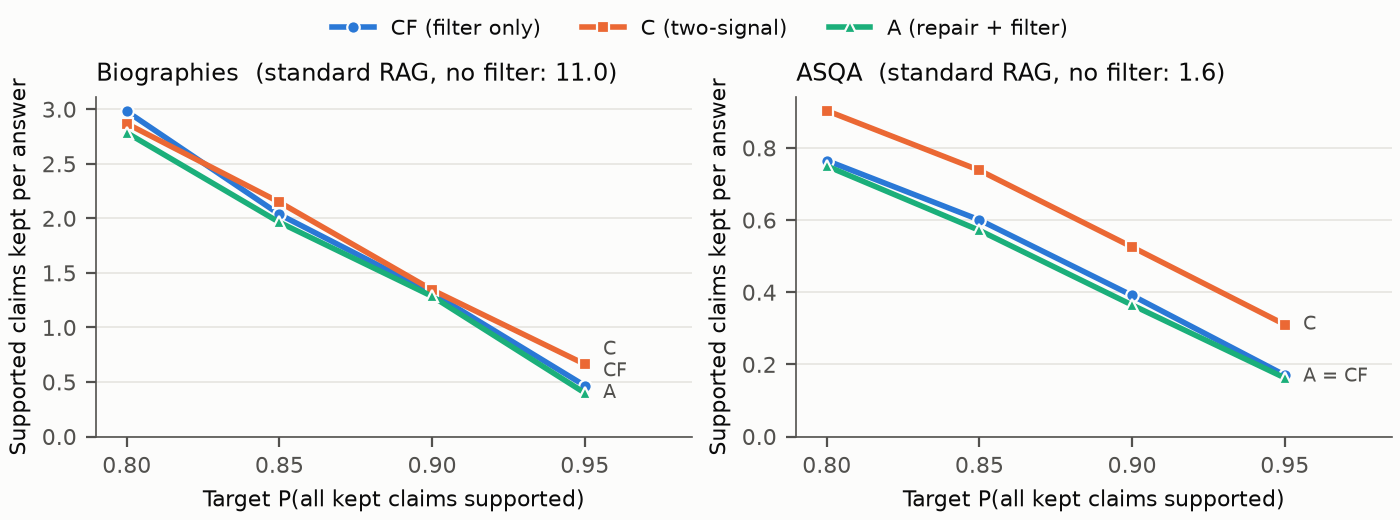 CF (filter only)
C (two-signal)
A (repair + filter)
Biographies (standard RAG, no filter: 11.0)
Supported claims kept per answer
3.0
2.5
2.0
1.5
1.0
0.5
0.0
C
CF
A
0.80
0.85
0.90
0.95
Target P(all kept claims supported)
ASQA (standard RAG, no filter: 1.6)
Supported claims kept per answer
0.8
0.6
0.4
0.2
0.0
C
A = CF
0.80
0.85
0.90
0.95
Target P(all kept claims supported)